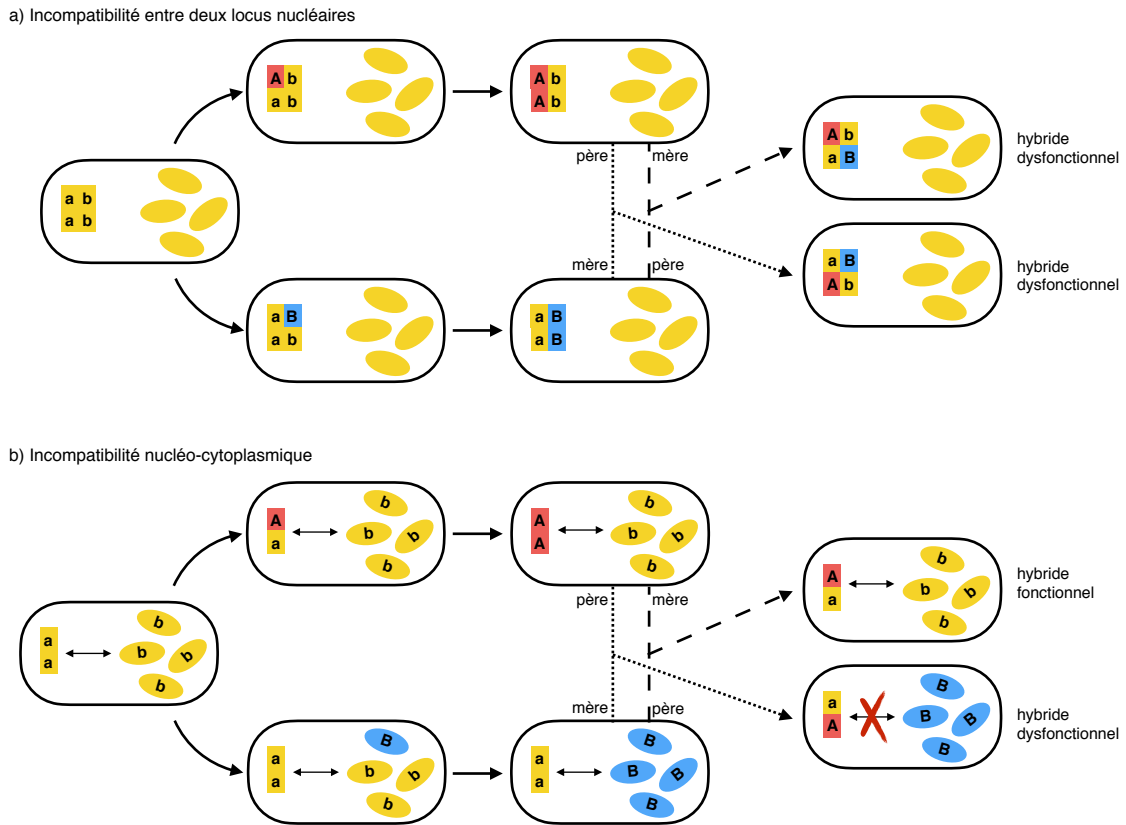 a) Incompatibilité entre deux locus nucléaires
A b
a b
A b
A b
a b
a b
père
mère
mère
père
A b
a B
hybride
dysfonctionnel
a B
A b
hybride
dysfonctionnel
a B
a b
a B
a B
b) Incompatibilité nucléo-cytoplasmique
A
a
b
b
b
b
A
A
b
b
b
b
a
a
b
b
b
b
père
mère
mère
père
A
a
b
b
b
b
hybride
fonctionnel
a
A
B
B
B
B
hybride
dysfonctionnel
a
a
B
b
b
b
a
a
B
B
B
B